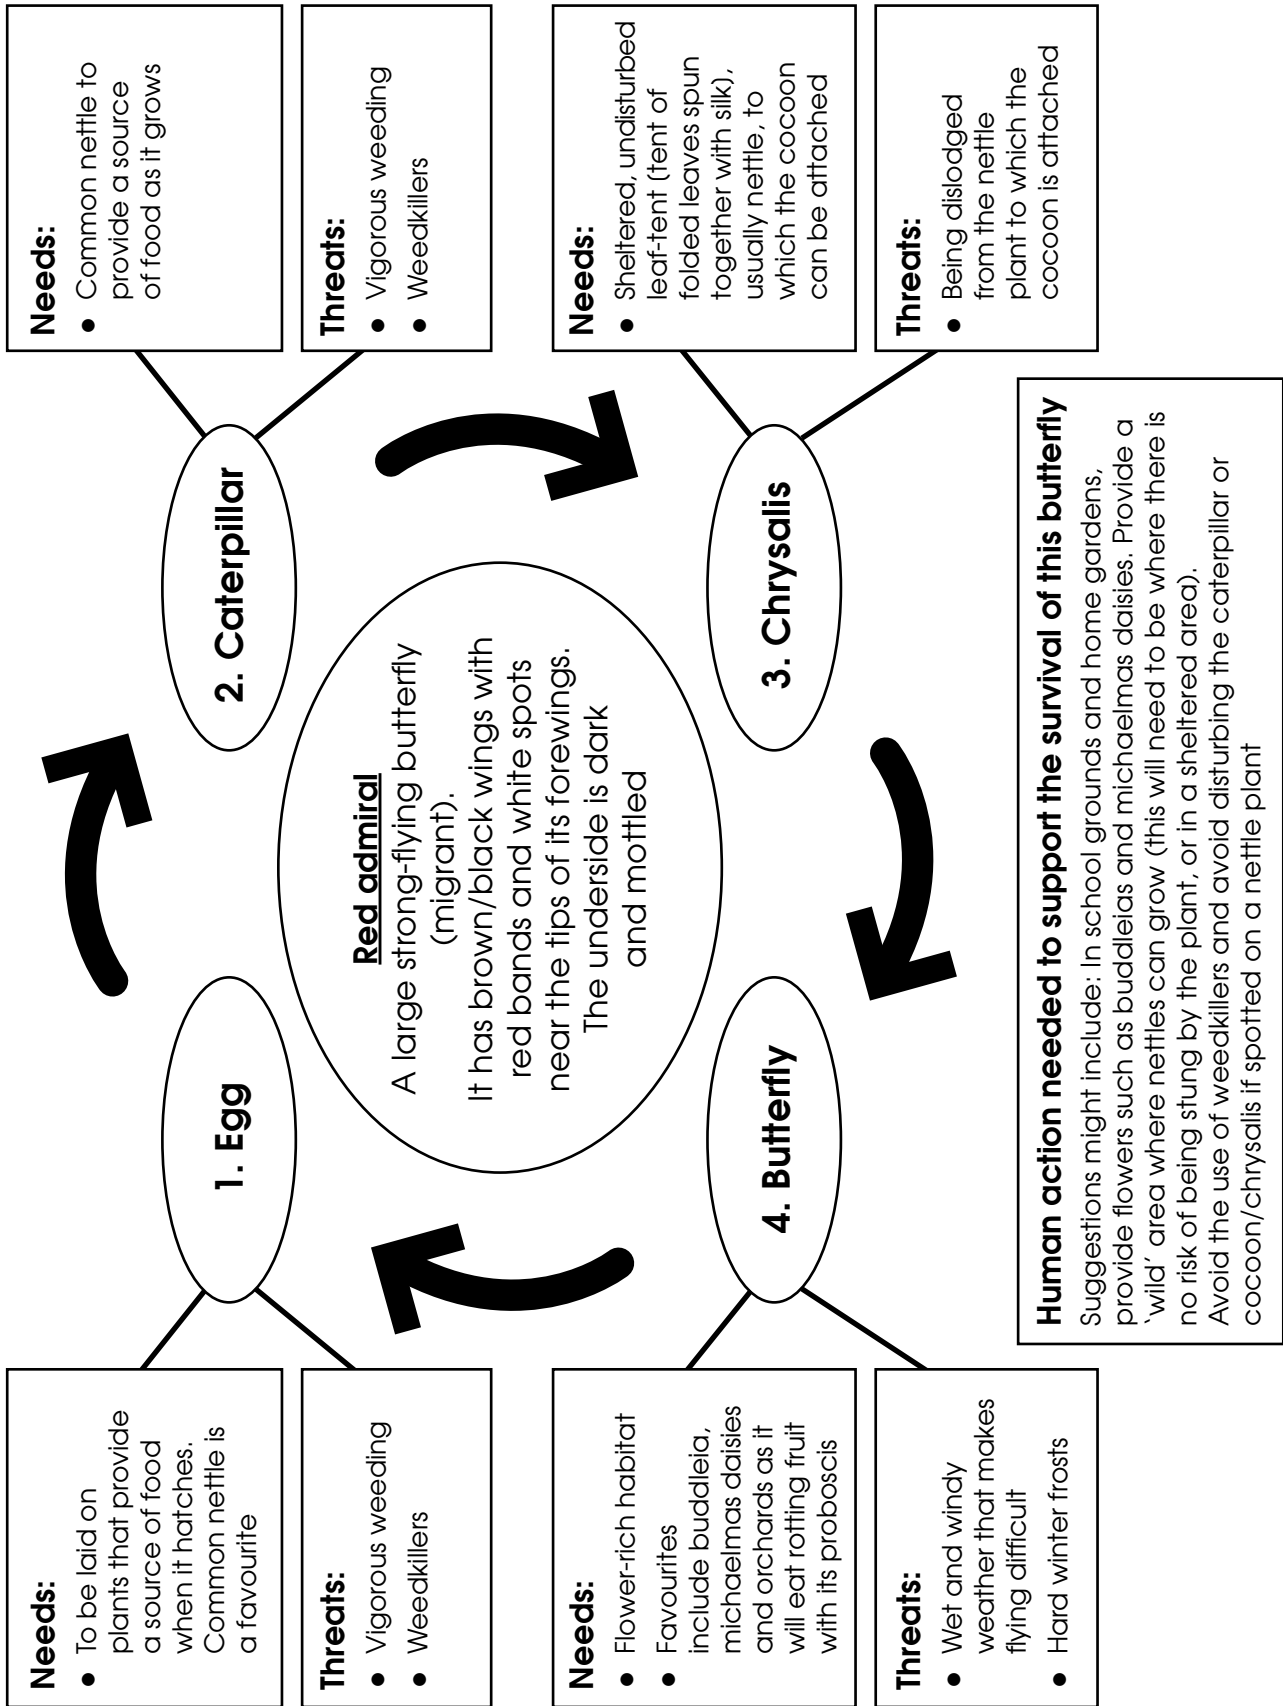 Needs:
• To be laid on
plants that provide
a source of food
when it hatches.
Common nettle is
a favourite
Threats:
• Vigorous weeding
• Weedkillers
1. Egg
2. Caterpillar
Needs:
• Common nettle to
provide a source
of food as it grows
Threats:
• Vigorous weeding
• Weedkillers
Red admiral
A large strong-flying butterfly
(migrant).
It has brown/black wings with
red bands and white spots
near the tips of its forewings.
The underside is dark
and mottled
Needs:
• Flower-rich habitat
• Favourites
include buddleia,
michaelmas daisies
and orchards as it
will eat rotting fruit
with its proboscis
Threats:
• Wet and windy
weather that makes
flying difficult
• Hard winter frosts
4. Butterfly
3. Chrysalis
Needs:
• Sheltered, undisturbed
leaf-tent (tent of
folded leaves spun
together with silk),
usually nettle, to
which the cocoon
can be attached
Threats:
• Being dislodged
from the nettle
plant to which the
cocoon is attached
Human action needed to support the survival of this butterfly
Suggestions might include: In school grounds and home gardens,
provide flowers such as buddleias and michaelmas daisies. Provide a
‘wild’ area where nettles can grow (this will need to be where there is
no risk of being stung by the plant, or in a sheltered area).
Avoid the use of weedkillers and avoid disturbing the caterpillar or
cocoon/chrysalis if spotted on a nettle plant